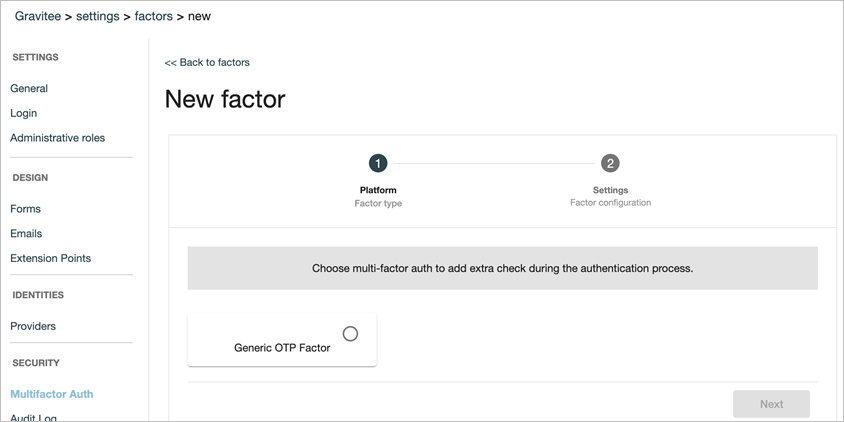 Gravitee > settings > factors > new
SETTINGS
General
Login
Administrative roles
DESIGN
Forms
Emails
Extension Points
IDENTITIES
Providers
SECURITY
Multifactor Auth
Audit Log
<< Back to factors
New factor
1
Platform
Factor type
2
Settings
Factor configuration
Choose multi-factor auth to add extra check during the authentication process.
Generic OTP Factor
Next